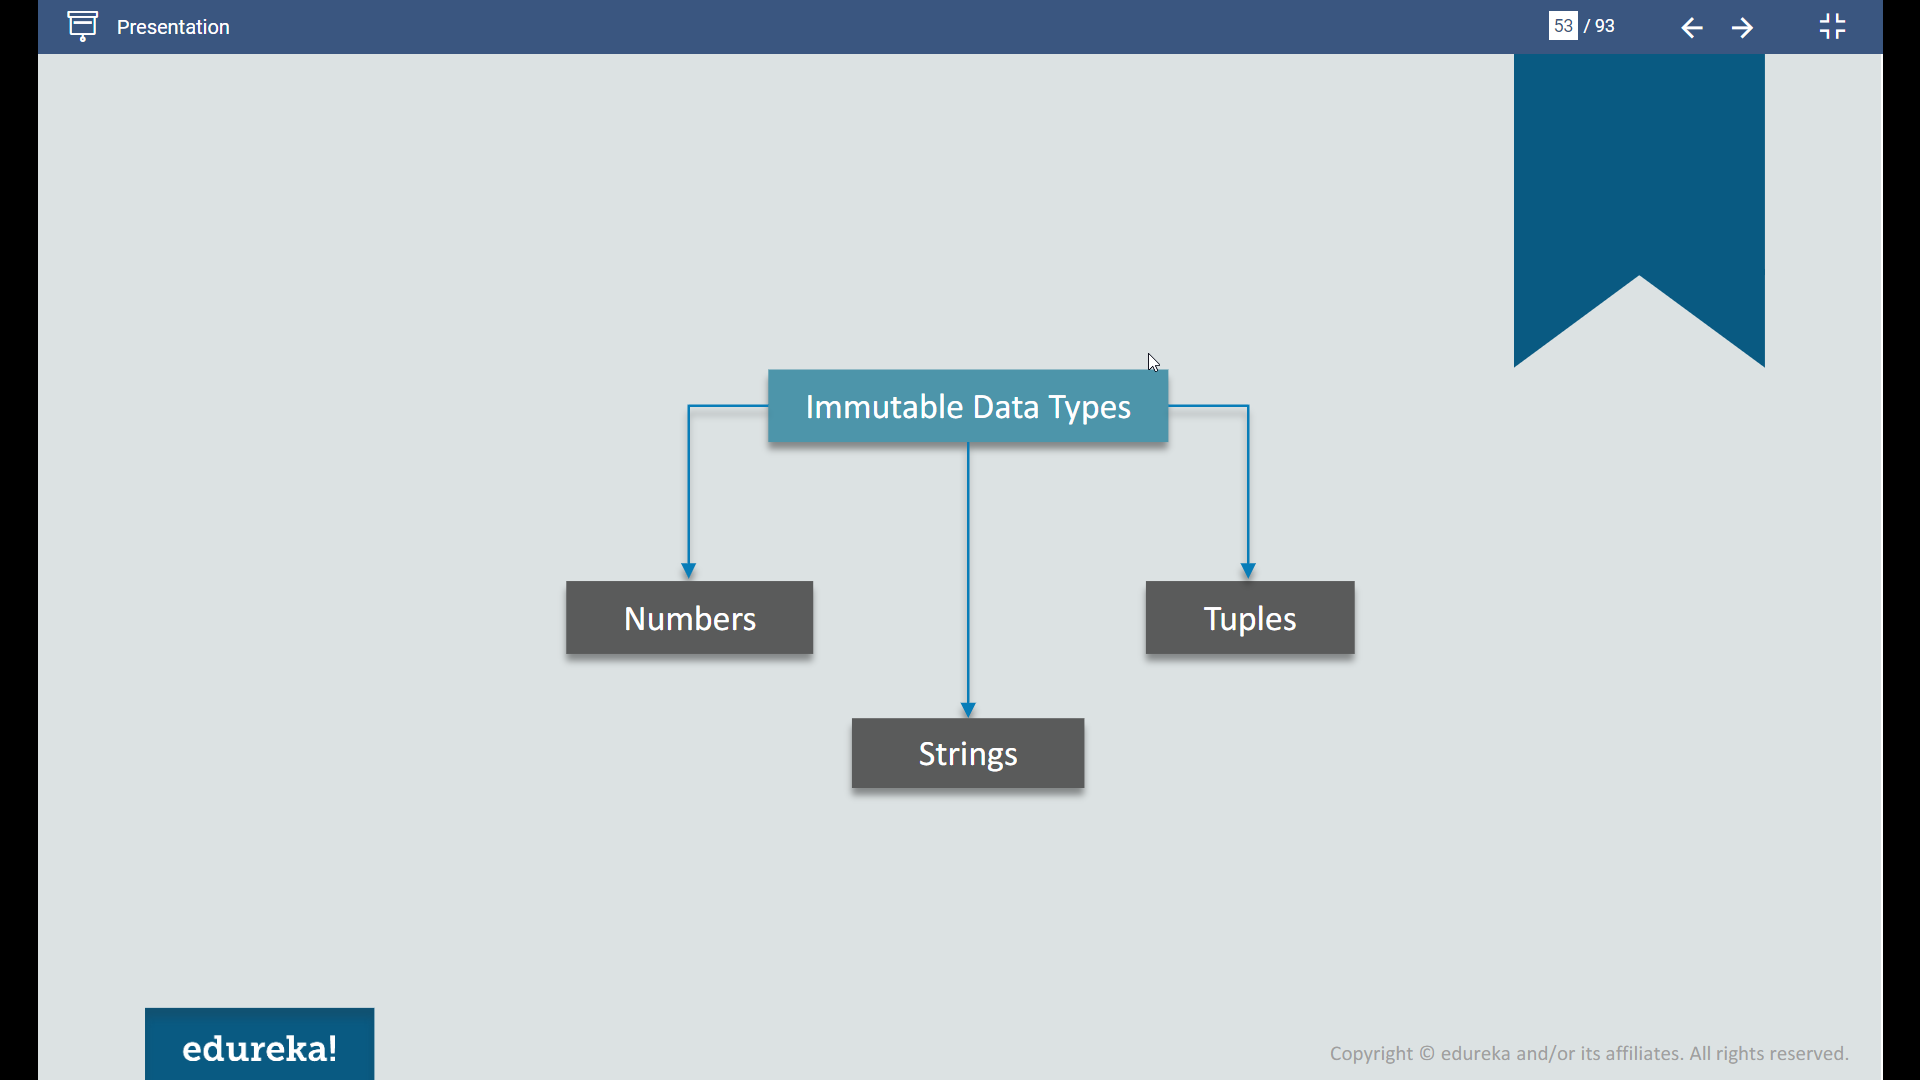 Presentation
53 / 93
Immutable Data Types
Numbers
Tuples
Strings
edureka!
Copyright © edureka and/or its affiliates. All rights reserved.